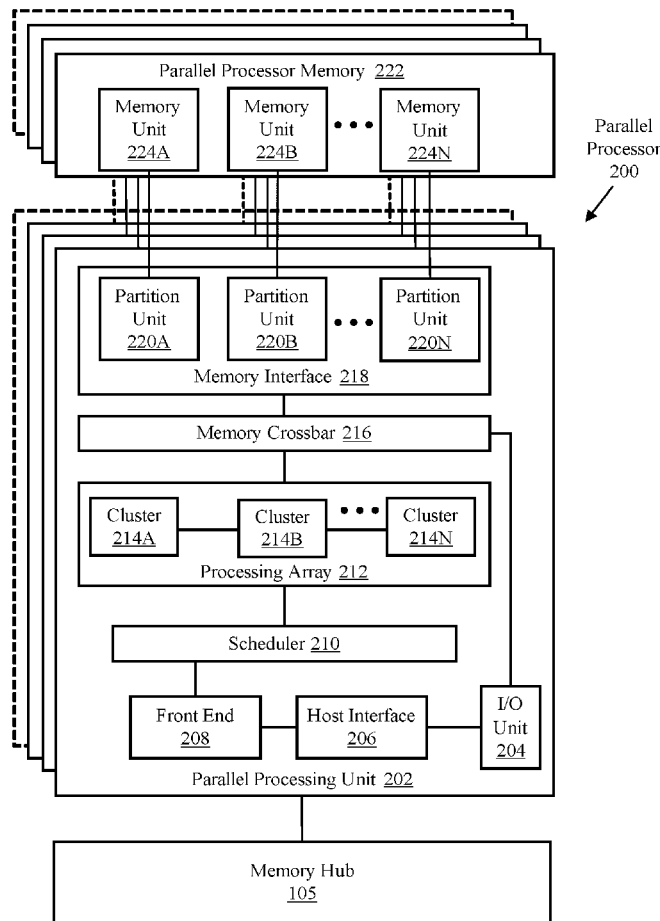 Parallel Processor Memory 222
Memory Unit 224A
Memory Unit 224B
Memory Unit 224N
Parallel Processor 200
Partition Unit 220A
Partition Unit 220B
Partition Unit 220N
Memory Interface 218
Memory Crossbar 216
Cluster 214A
Cluster 214B
Cluster 214N
Processing Array 212
Scheduler 210
Front End 208
Host Interface 206
I/O Unit 204
Parallel Processing Unit 202
Memory Hub 105